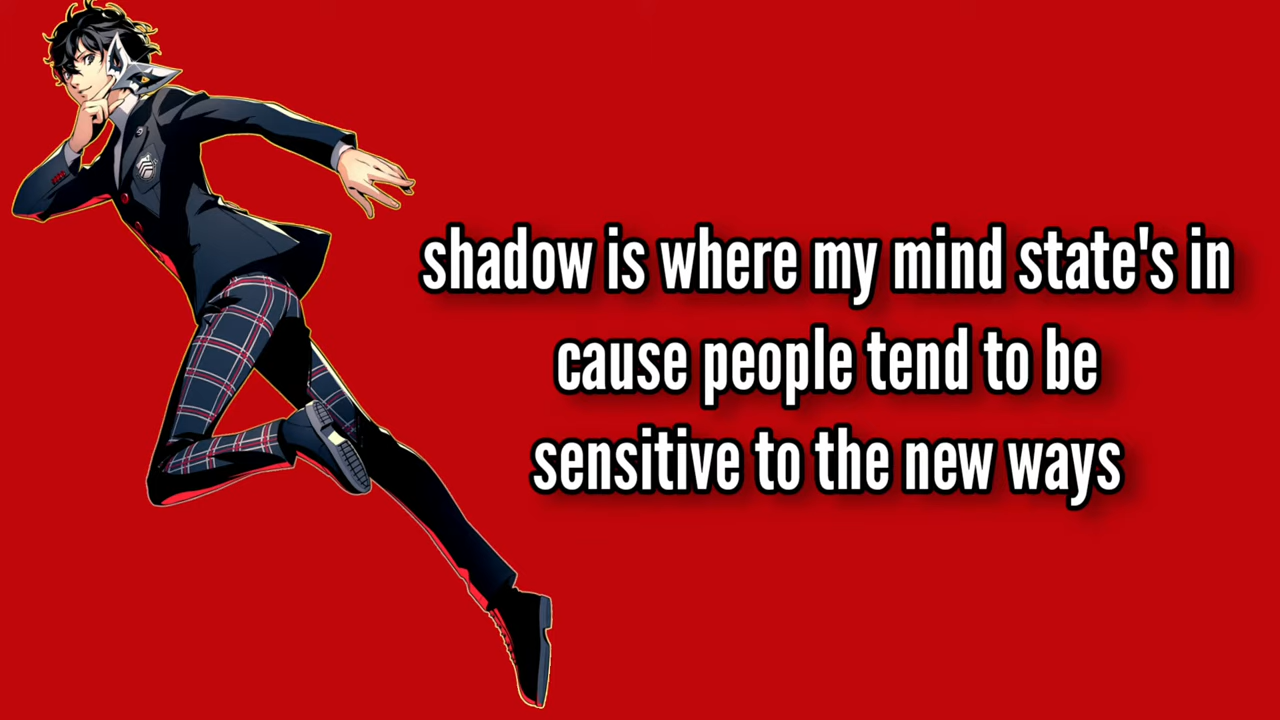 shadow is where my mind state's in
cause people tend to be
sensitive to the new ways